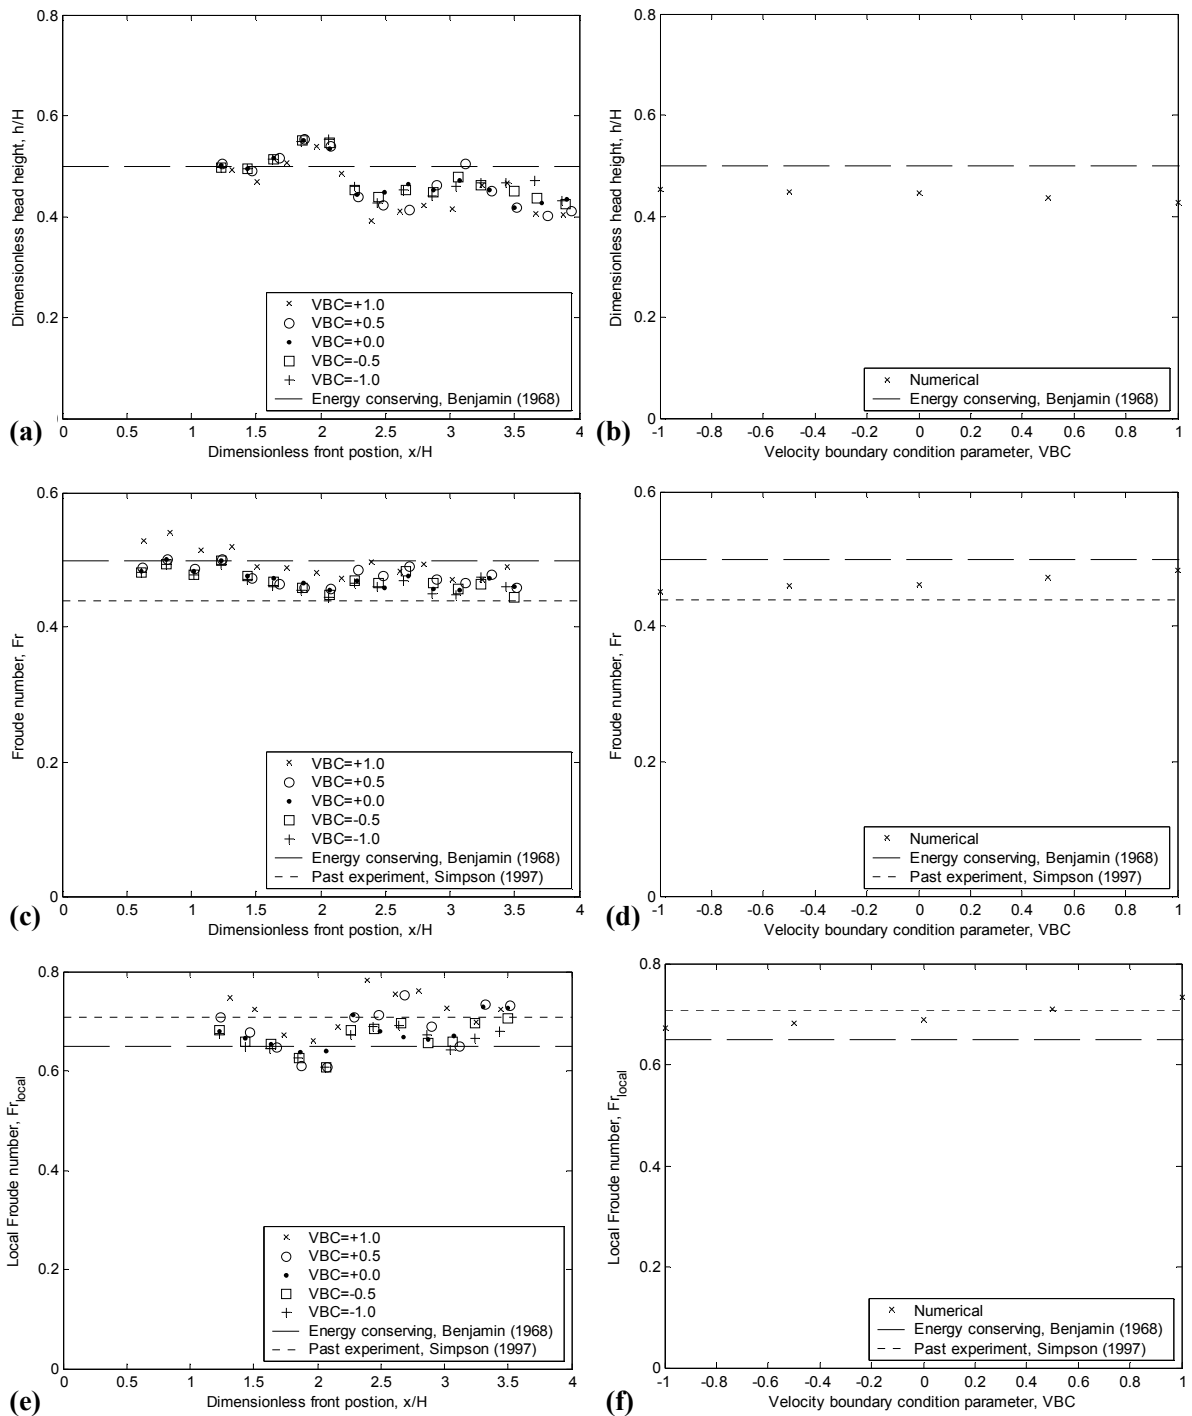 0.8
0.6
0.4
0.2
0
Dimensionless head height, h/H
VBC=+1.0
VBC=+0.5
VBC=+0.0
VBC=-0.5
VBC=-1.0
Energy conserving, Benjamin (1968)
0 0.5 1 1.5 2 2.5 3 3.5 4
Dimensionless front postion, x/H
(a)
0.8
0.6
0.4
0.2
0
Dimensionless head height, h/H
Numerical
Energy conserving, Benjamin (1968)
-1 -0.8 -0.6 -0.4 -0.2 0 0.2 0.4 0.6 0.8 1
Velocity boundary condition parameter, VBC
(b)
0.6
0.4
0.2
0
Froude number, Fr
VBC=+1.0
VBC=+0.5
VBC=+0.0
VBC=-0.5
VBC=-1.0
Energy conserving, Benjamin (1968)
Past experiment, Simpson (1997)
0 0.5 1 1.5 2 2.5 3 3.5 4
Dimensionless front postion, x/H
(c)
0.6
0.4
0.2
0
Froude number, Fr
Numerical
Energy conserving, Benjamin (1968)
Past experiment, Simpson (1997)
-1 -0.8 -0.6 -0.4 -0.2 0 0.2 0.4 0.6 0.8 1
Velocity boundary condition parameter, VBC
(d)
0.8
0.6
0.4
0.2
0
Local Froude number, Fr_local
VBC=+1.0
VBC=+0.5
VBC=+0.0
VBC=-0.5
VBC=-1.0
Energy conserving, Benjamin (1968)
Past experiment, Simpson (1997)
0 0.5 1 1.5 2 2.5 3 3.5 4
Dimensionless front postion, x/H
(e)
0.8
0.6
0.4
0.2
0
Local Froude number, Fr_local
Numerical
Energy conserving, Benjamin (1968)
Past experiment, Simpson (1997)
-1 -0.8 -0.6 -0.4 -0.2 0 0.2 0.4 0.6 0.8 1
Velocity boundary condition parameter, VBC
(f)